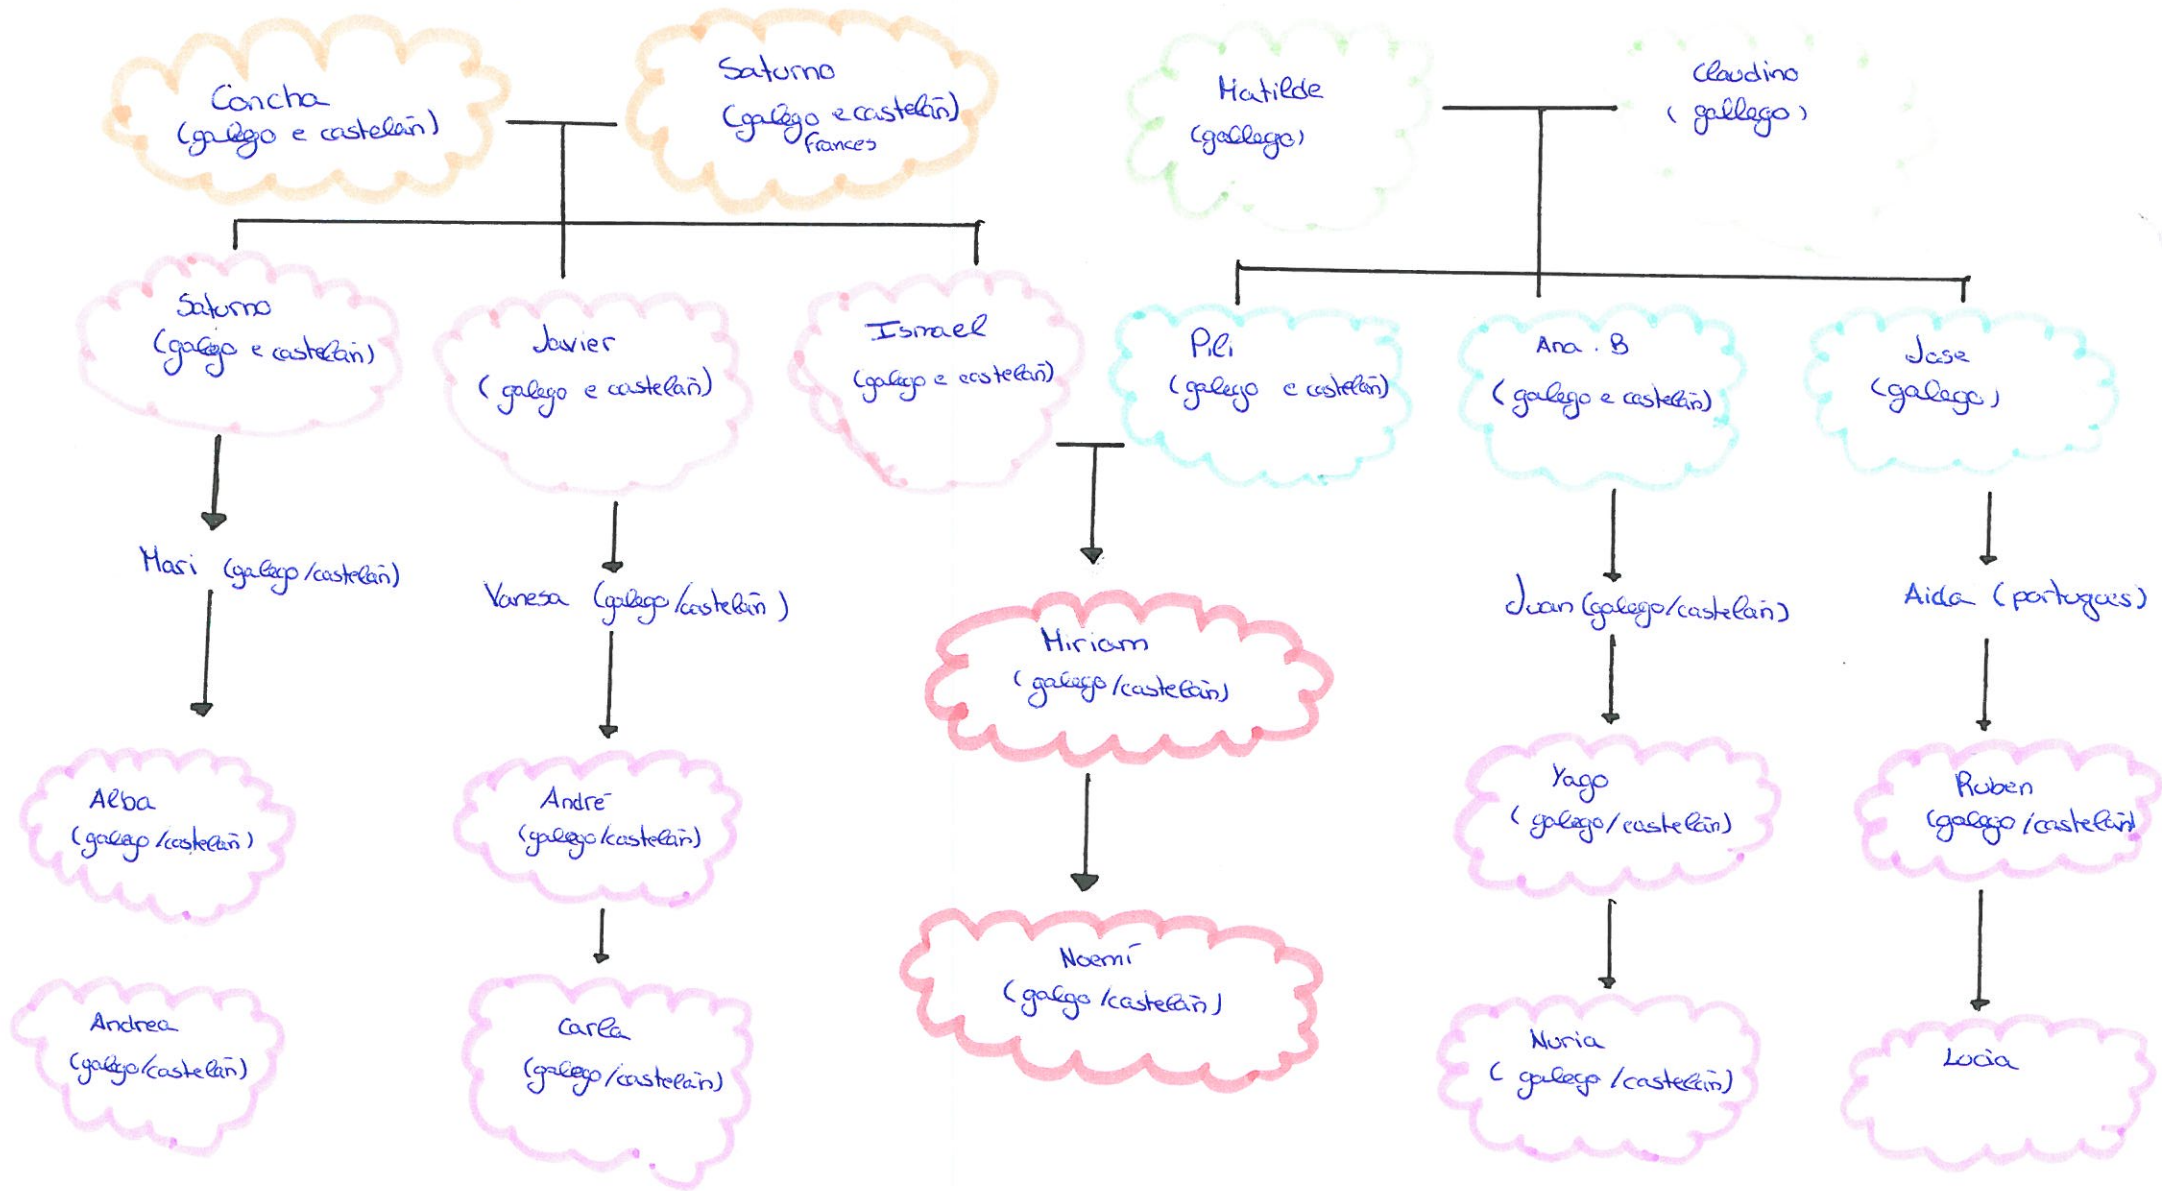 Concha
(galego e castelán)
Saturno
(galego e castelán)
frances
Matilde
(gallego)
Claudino
(gallego)
Saturno
(galego e castelán)
Javier
(galego e castelán)
Ismael
(galego e castelán)
Pili
(galego e castelán)
Ana . B
(galego e castelán)
Jose
(galego)
Mari (galego/castelán)
Vanesa (galego/castelán)
Miriam
(galego/castelán)
Juan (galego/castelán)
Aida (portugues)
Alba
(galego/castelán)
André
(galego/castelán)
Yago
(galego/castelán)
Ruben
(galego/castelán)
Andrea
(galego/castelán)
Carla
(galego/castelán)
Noemí
(galego/castelán)
Nuria
(galego/castelán)
Lucia